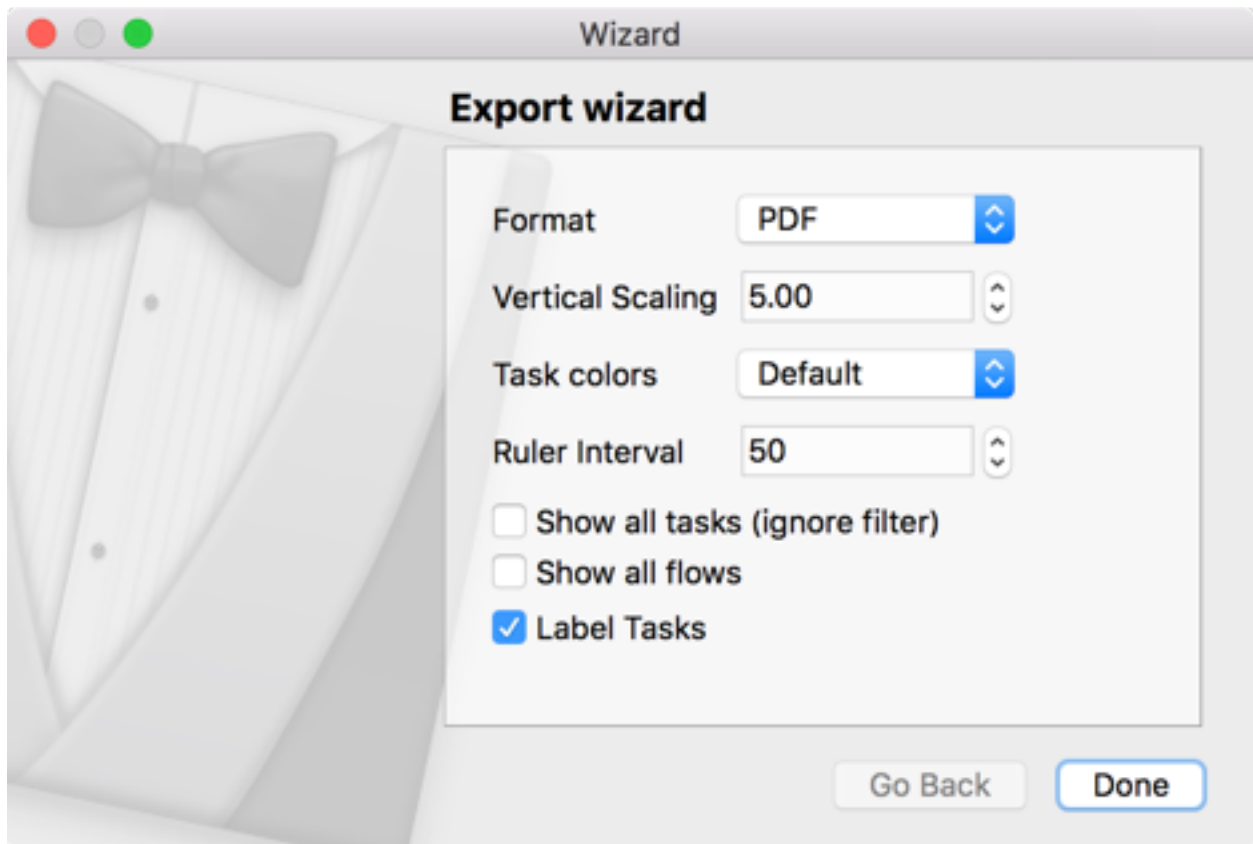 Wizard
Export wizard
Format PDF
Vertical Scaling 5.00
Task colors Default
Ruler Interval 50
Show all tasks (ignore filter)
Show all flows
Label Tasks
Go Back Done